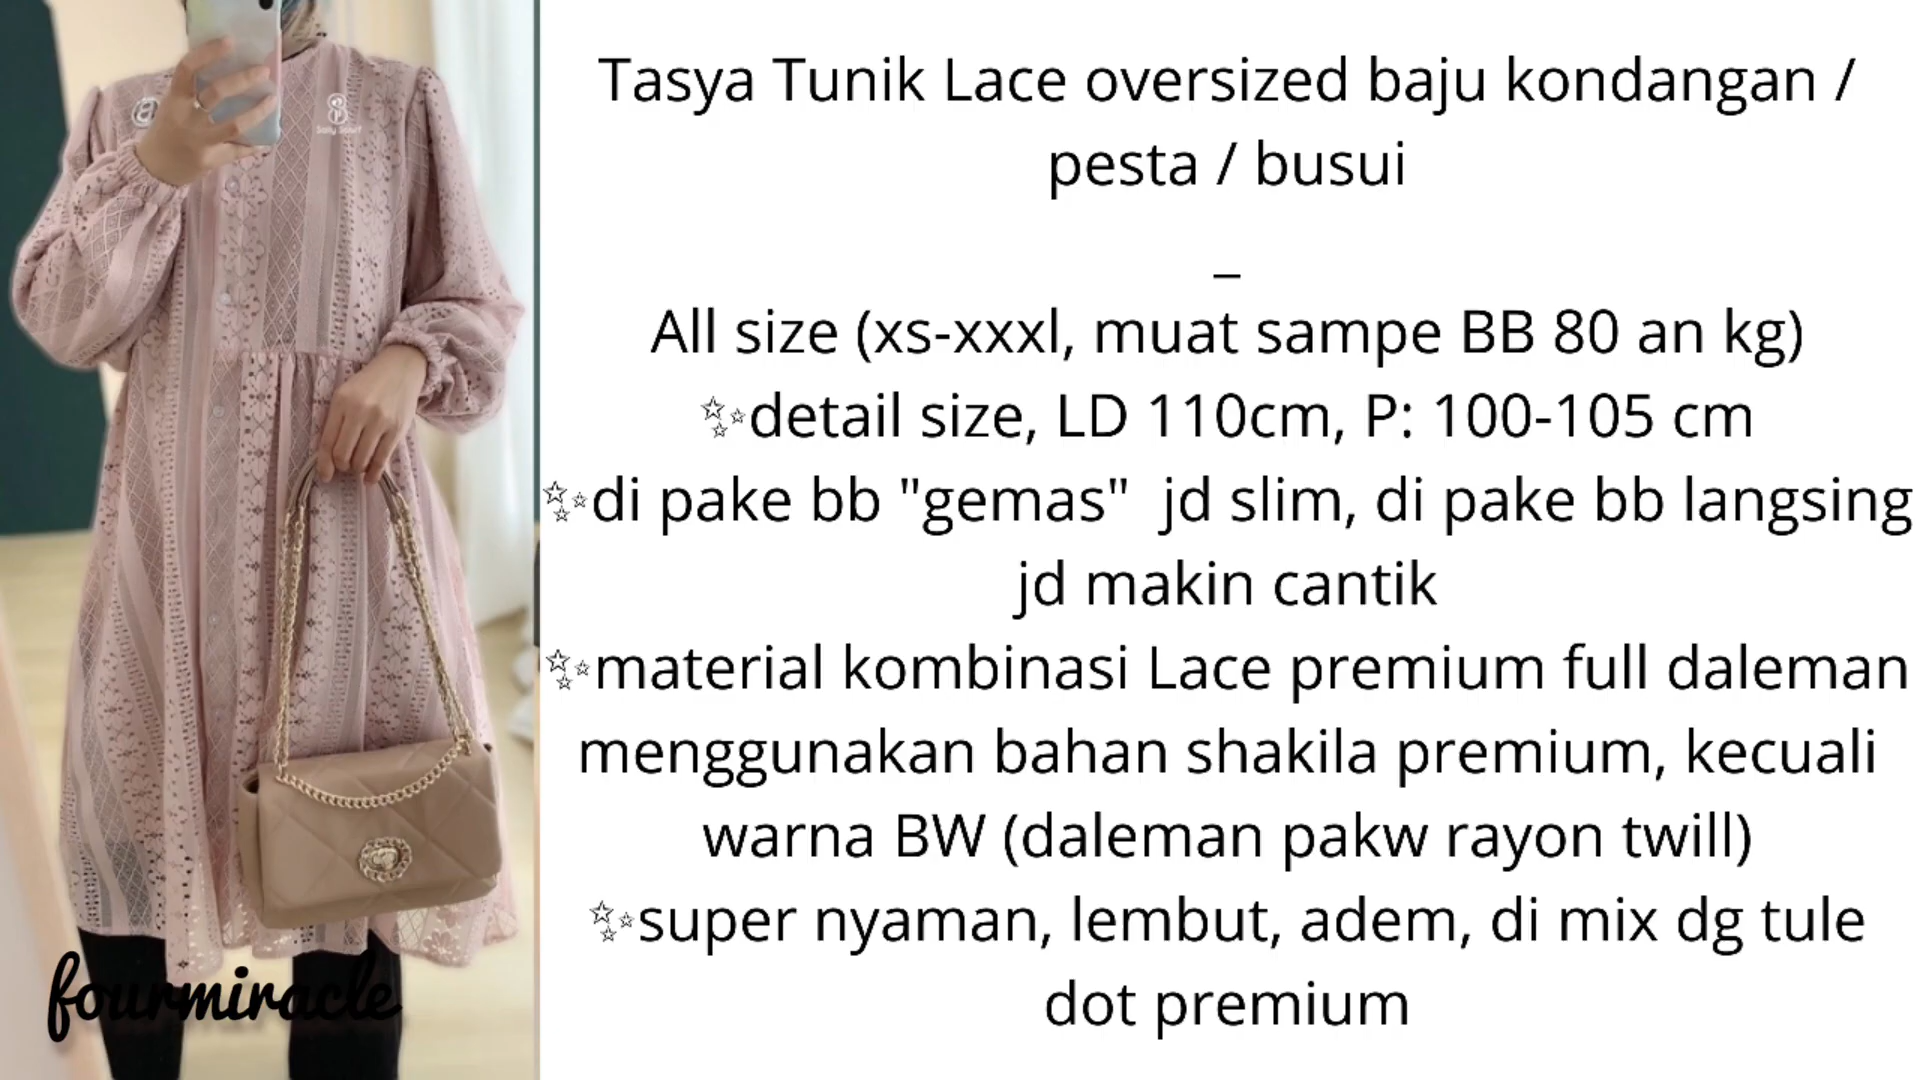 Tasya Tunik Lace oversized baju kondangan /
pesta / busui
_
All size (xs-xxxl, muat sampe BB 80 an kg)
✨detail size, LD 110cm, P: 100-105 cm
✨di pake bb "gemas"  jd slim, di pake bb langsing
jd makin cantik
✨material kombinasi Lace premium full daleman
menggunakan bahan shakila premium, kecuali
warna BW (daleman pakw rayon twill)
✨super nyaman, lembut, adem, di mix dg tule
dot premium
fourmiracle